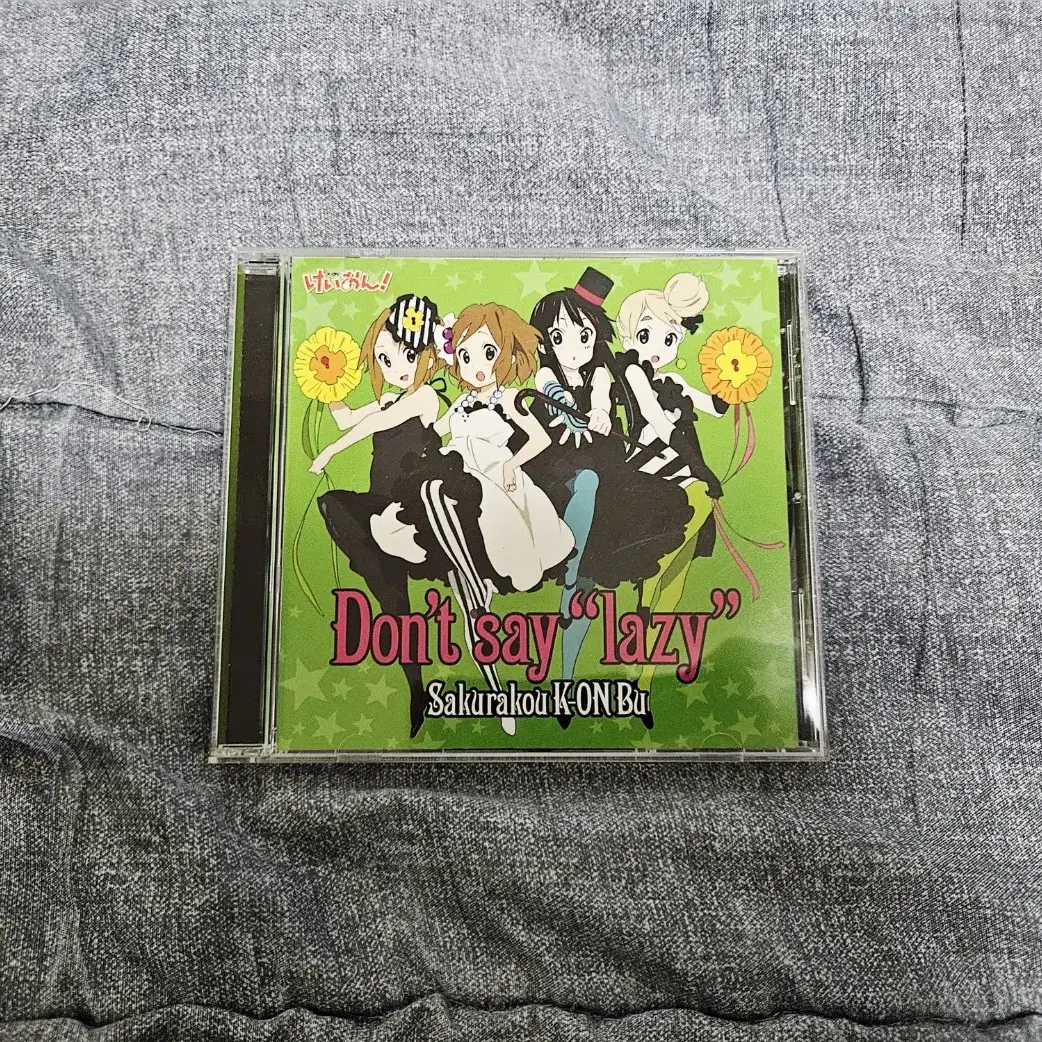 けいおん!
Don't say “lazy”
Sakurakou K-ON Bu